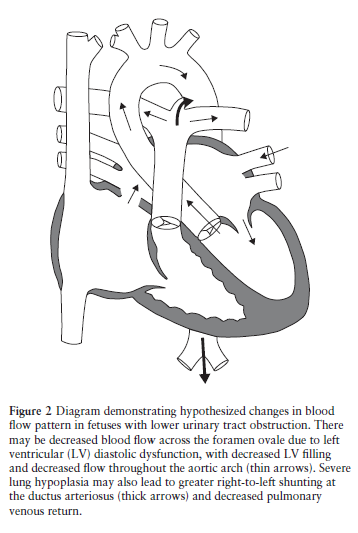 Figure 2 Diagram demonstrating hypothesized changes in blood
flow pattern in fetuses with lower urinary tract obstruction. There
may be decreased blood flow across the foramen ovale due to left
ventricular (LV) diastolic dysfunction, with decreased LV filling
and decreased flow throughout the aortic arch (thin arrows). Severe
lung hypoplasia may also lead to greater right-to-left shunting at
the ductus arteriosus (thick arrows) and decreased pulmonary
venous return.